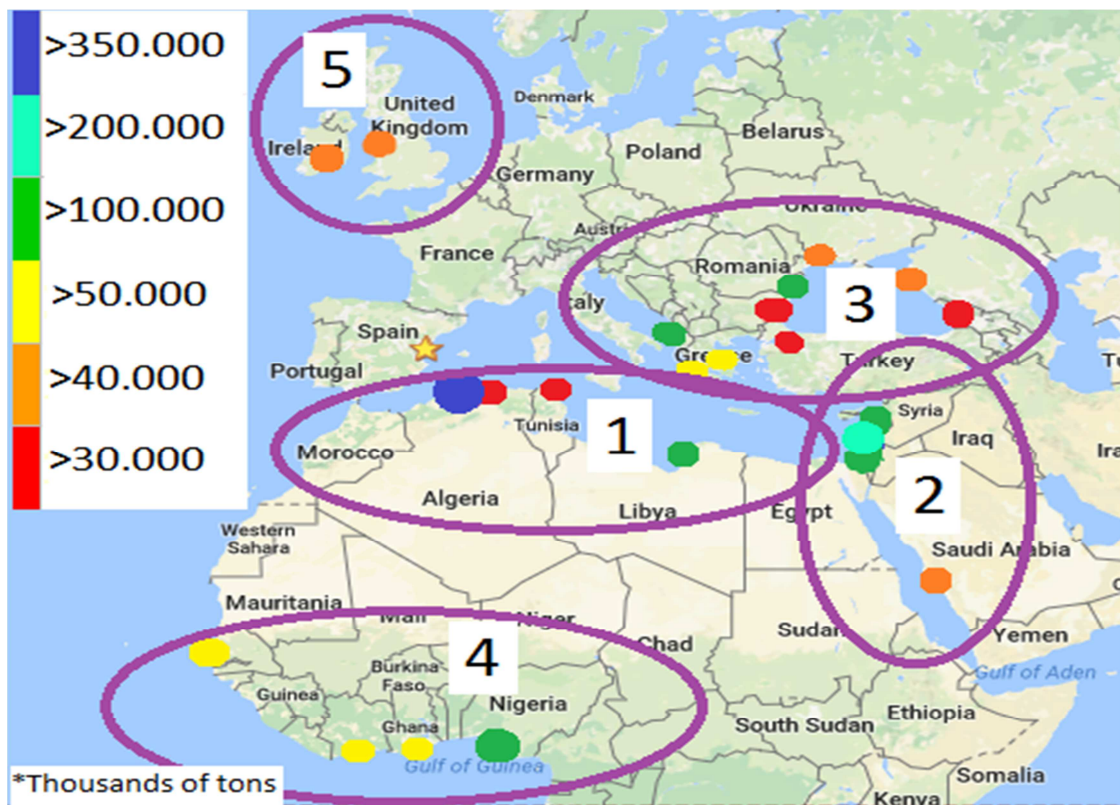 >350.000
>200.000
>100.000
>50.000
>40.000
>30.000
5
United
Kingdom
Ireland
Denmark
Belarus
Poland
Germany
France
Romania
3
Spain
Portugal
Greece
Turkey
Tunisia
1
Syria
Iraq
Morocco
Algeria
Libya
Egypt
2
Western
Sahara
Saudi Arabia
Mauritania
Mali
Niger
Chad
Sudan
Yemen
Gulf of Aden
4
Burkina
Faso
Guinea
Nigeria
Ghana
Ethiopia
South Sudan
Gulf of Guinea
Somalia
Kenya
*Thousands of tons